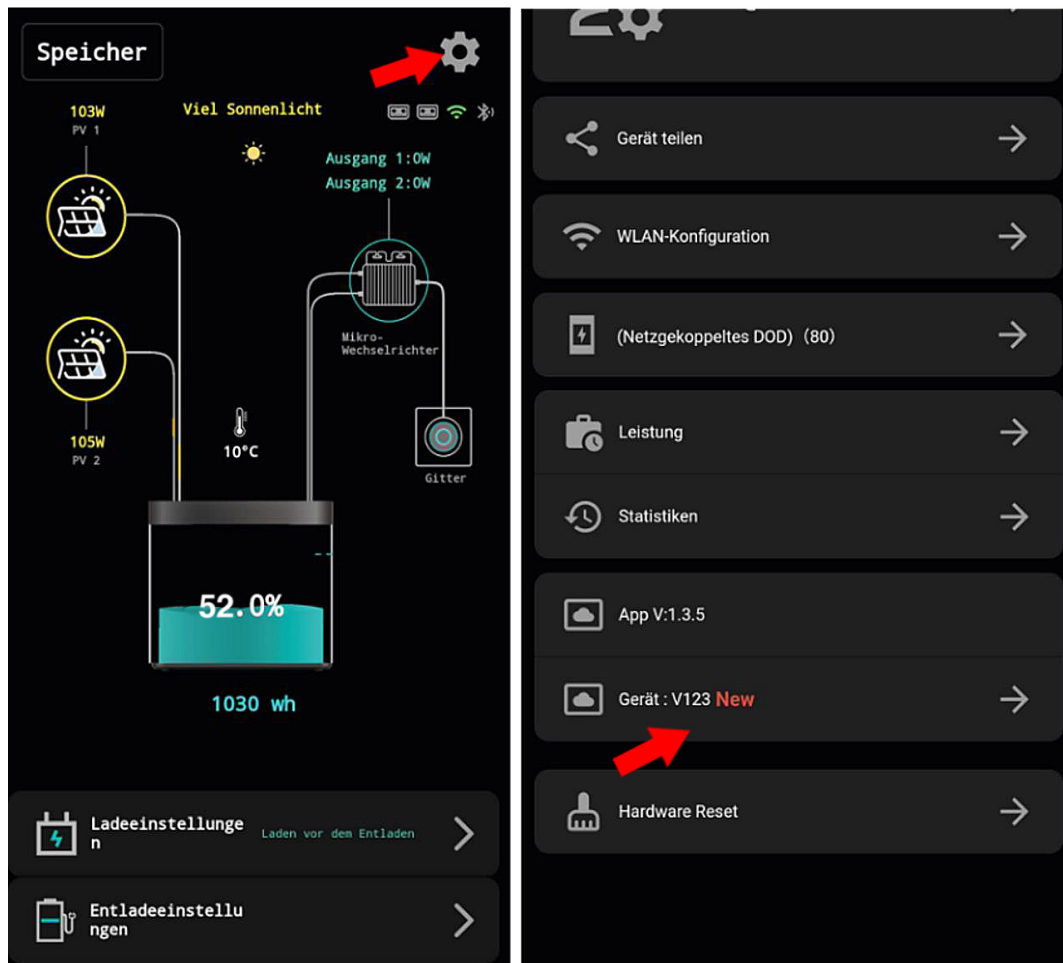 Speicher
103W
PV 1
Viel Sonnenlicht
Ausgang 1:0W
Ausgang 2:0W
Mikro-
Wechselrichter
105W
PV 2
10°C
Gitter
52.0%
1030 wh
Ladeeinstellunge
n
Laden vor dem Entladen
Entladeeinstellu
ngen
Gerät teilen
WLAN-Konfiguration
(Netzgekoppeltes DOD)（80）
Leistung
Statistiken
App V:1.3.5
Gerät : V123 New
Hardware Reset